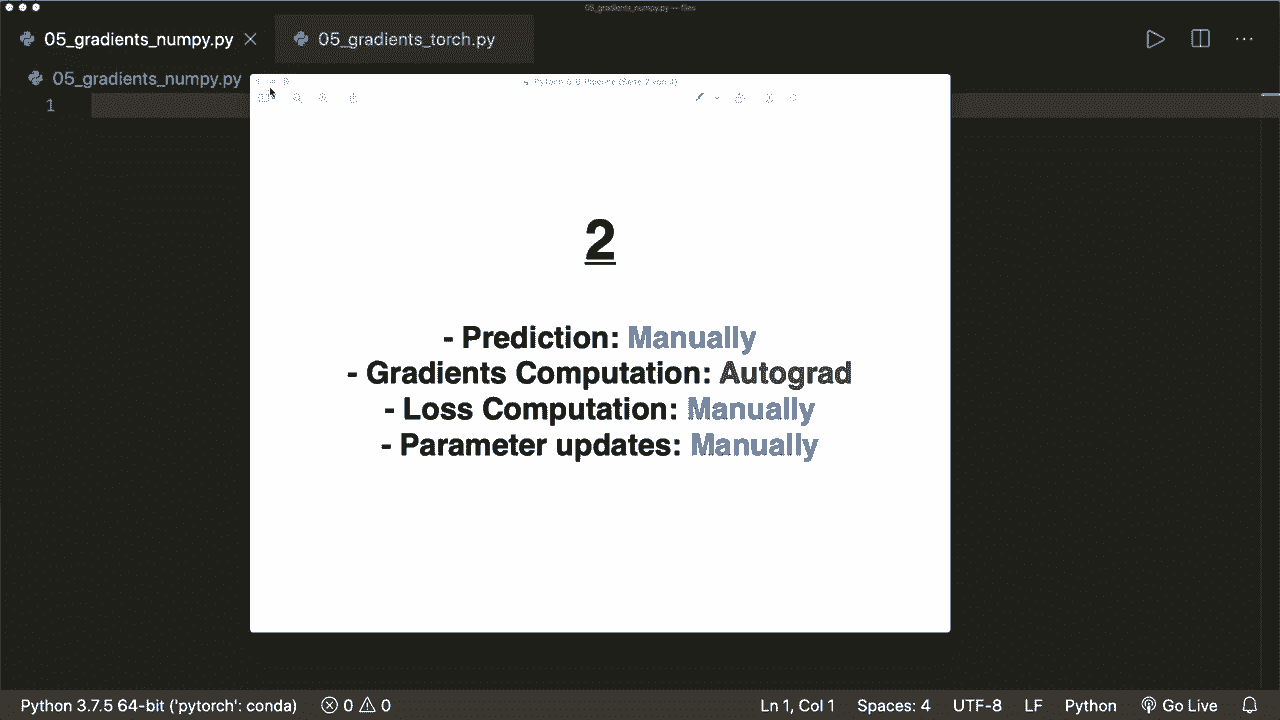 05_gradients_numpy.py — files
05_gradients_numpy.py 05_gradients_torch.py
05_gradients_numpy.py
1
2
- Prediction: Manually
- Gradients Computation: Autograd
- Loss Computation: Manually
- Parameter updates: Manually
Python 3.7.5 64-bit ('pytorch': conda) 0 0 Ln 1, Col 1 Spaces: 4 UTF-8 LF Python Go Live